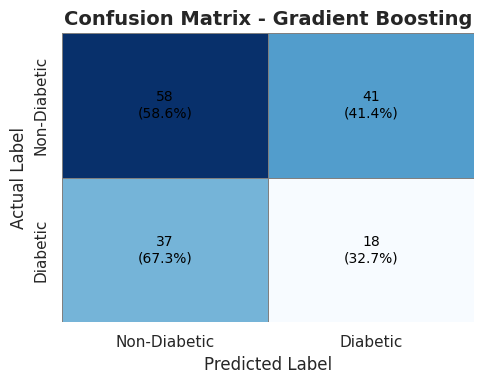 Confusion Matrix - Gradient Boosting
Actual Label
Non-Diabetic
58
(58.6%)
41
(41.4%)
Diabetic
37
(67.3%)
18
(32.7%)
Non-Diabetic
Diabetic
Predicted Label